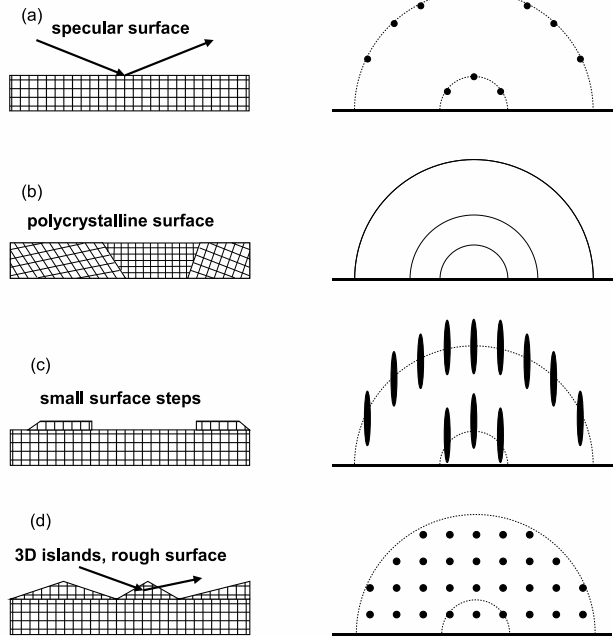 (a)
specular surface
(b)
polycrystalline surface
(c)
small surface steps
(d)
3D islands, rough surface